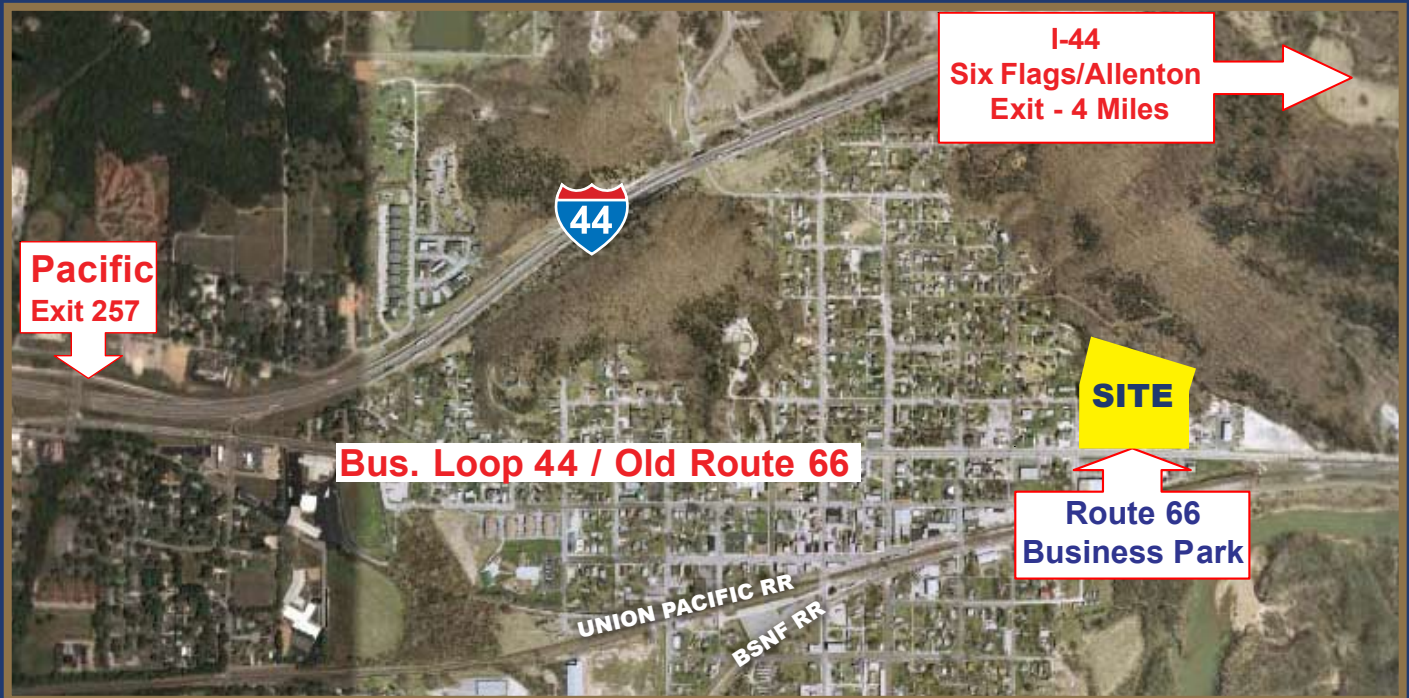 I-44
Six Flags/Allenton
Exit - 4 Miles
44
Pacific
Exit 257
SITE
Bus. Loop 44 / Old Route 66
Route 66
Business Park
UNION PACIFIC RR
BSNF RR